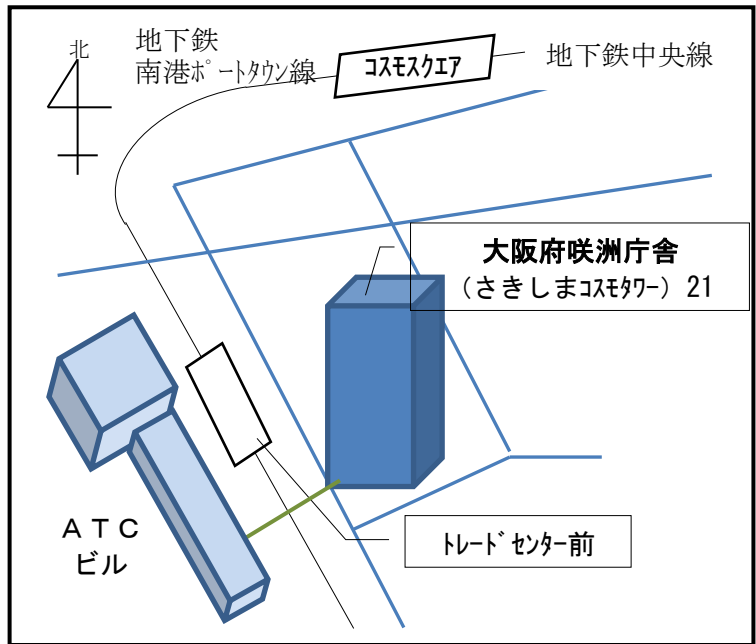 北
地下鉄
南港ﾎﾟｰﾄﾀｳﾝ線
ｺｽﾓｽｸｴｱ
地下鉄中央線
大阪府咲洲庁舎
(さきしまｺｽﾓﾀﾜｰ) 21
ＡＴＣ
ビル
ﾄﾚｰﾄﾞｾﾝﾀｰ前